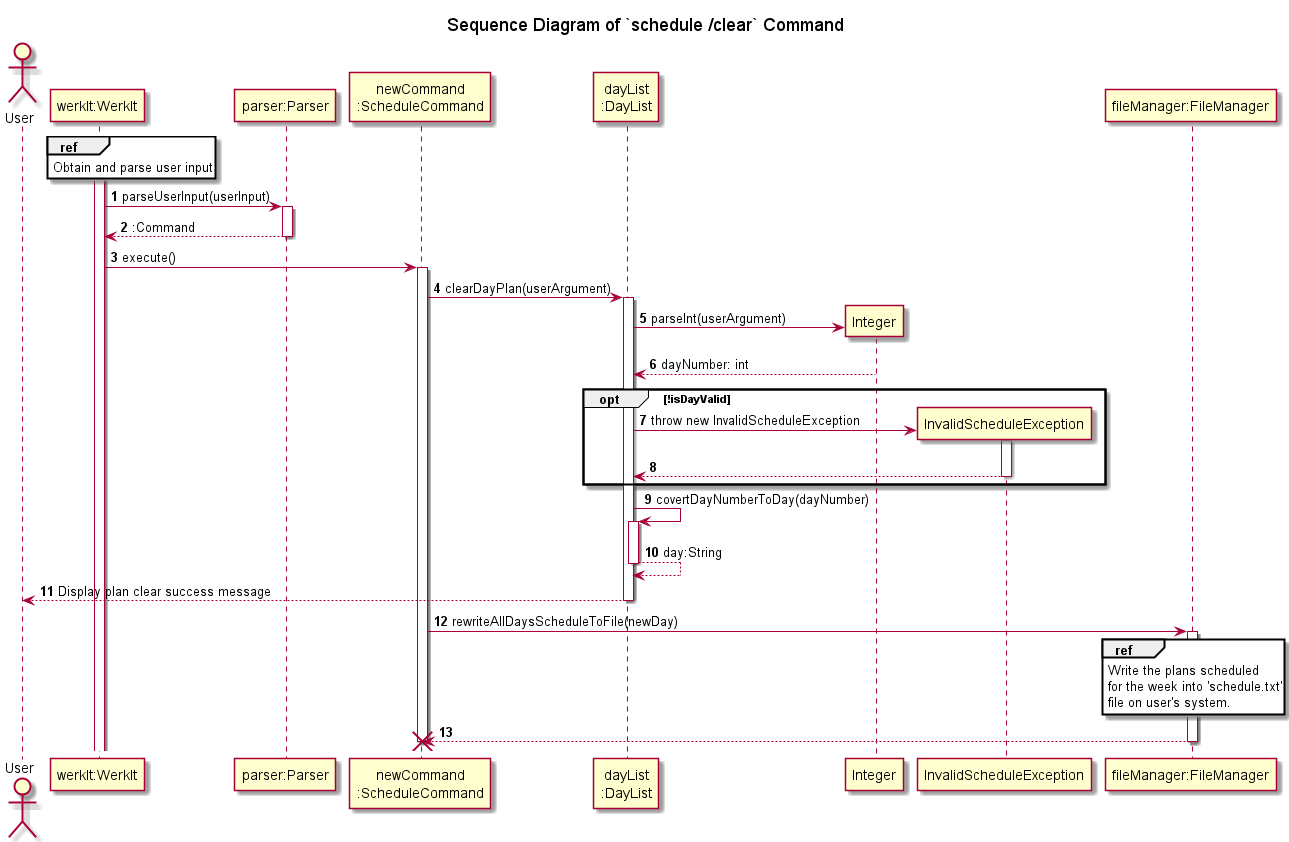 Sequence Diagram of `schedule /clear` Command
User
werkIt:WerkIt
parser:Parser
newCommand
:ScheduleCommand
dayList
:DayList
fileManager:FileManager
ref
Obtain and parse user input
1 parseUserInput(userInput)
2 :Command
3 execute()
4 clearDayPlan(userArgument)
5 parseInt(userArgument)
Integer
6 dayNumber: int
opt [!isDayValid]
7 throw new InvalidScheduleException
InvalidScheduleException
8
9 covertDayNumberToDay(dayNumber)
10 day:String
11 Display plan clear success message
12 rewriteAllDaysScheduleToFile(newDay)
ref
Write the plans scheduled
for the week into 'schedule.txt'
file on user's system.
13
User
werkIt:WerkIt
parser:Parser
newCommand
:ScheduleCommand
dayList
:DayList
Integer
InvalidScheduleException
fileManager:FileManager